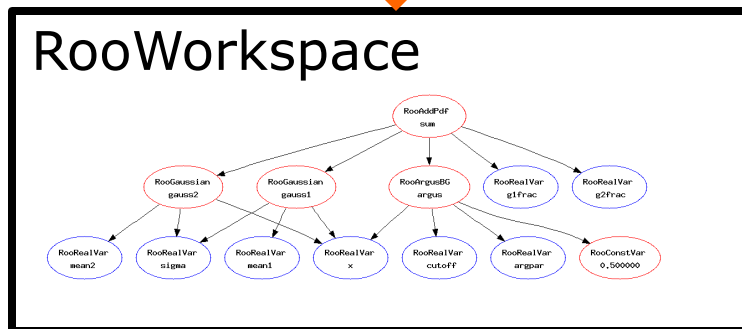 RooWorkspace
RooAddPdf
sum
RooGaussian
gauss2
RooGaussian
gauss1
RooArgusBG
argus
RooRealVar
g1frac
RooRealVar
g2frac
RooRealVar
mean2
RooRealVar
sigma
RooRealVar
mean1
RooRealVar
x
RooRealVar
cutoff
RooRealVar
argpar
RooConstVar
0.500000